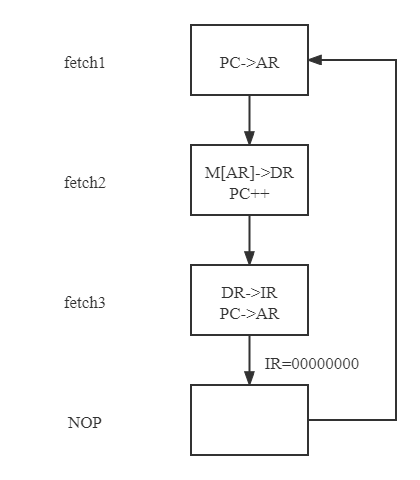 fetch1
PC->AR
fetch2
M[AR]->DR
PC++
fetch3
DR->IR
PC->AR
IR=00000000
NOP